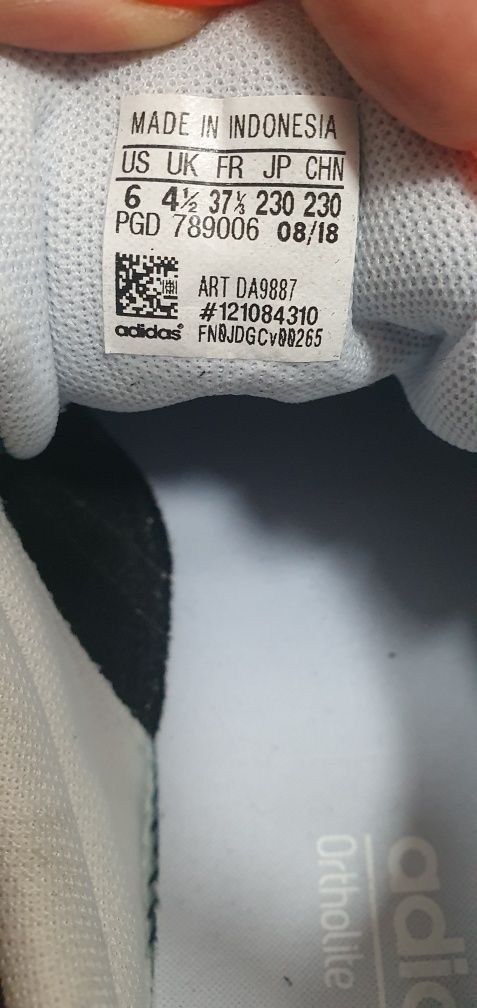 MADE IN INDONESIA
US UK FR JP CHN
6 4½ 37⅓ 230 230
PGD 789006 08/18
ART DA9887
#121084310
adidas® FN0JDGCv00265
adi
Ortholite